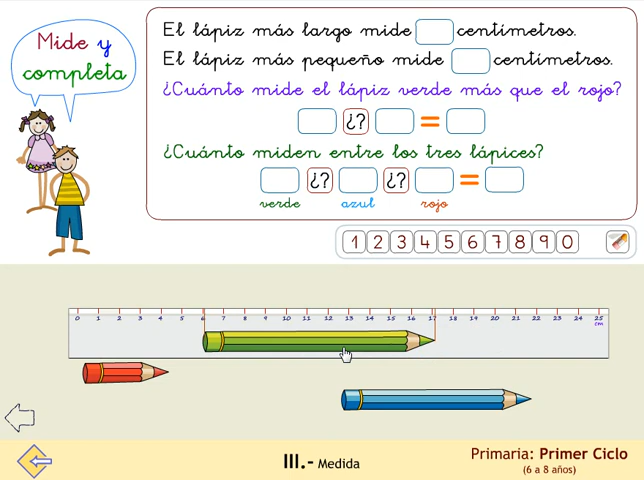 Mide y
completa
El lápiz más largo mide centímetros.
El lápiz más pequeño mide centímetros.
¿Cuánto mide el lápiz verde más que el rojo?
¿? =
¿Cuánto miden entre los tres lápices?
¿? ¿? =
verde azul rojo
1 2 3 4 5 6 7 8 9 0
0 1 2 3 4 5 6 7 8 9 10 11 12 13 14 15 16 17 18 19 20 21 22 23 24 25
cm
III.- Medida
Primaria: Primer Ciclo
(6 a 8 años)